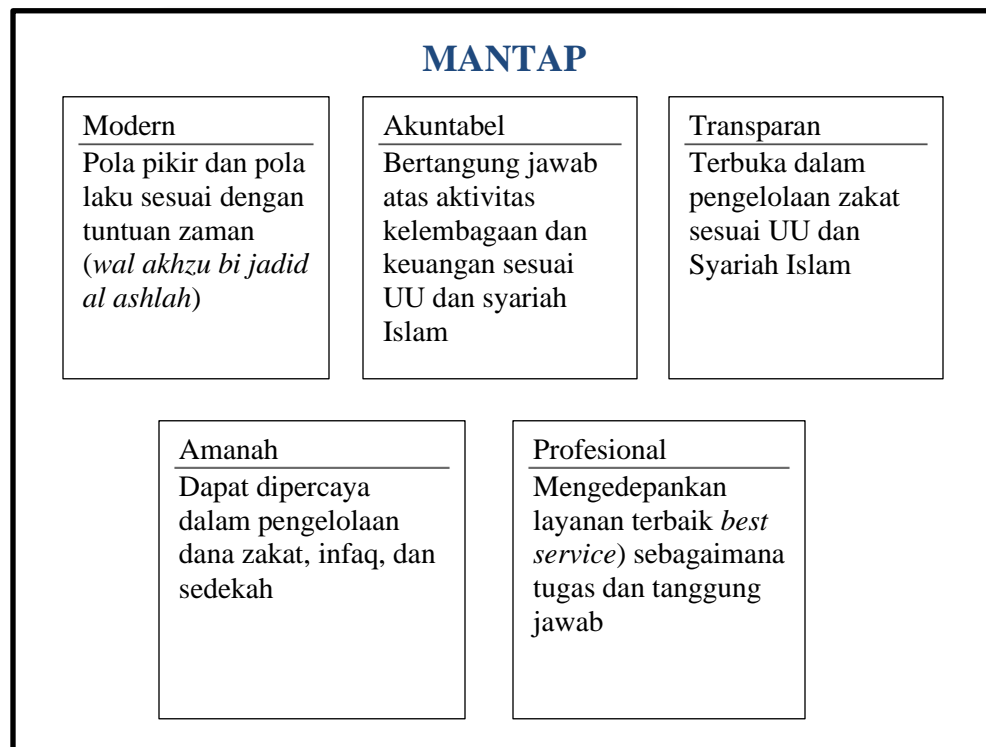 MANTAP
Modern
Pola pikir dan pola
laku sesuai dengan
tuntuan zaman
(wal akhzu bi jadid
al ashlah)
Akuntabel
Bertangung jawab
atas aktivitas
kelembagaan dan
keuangan sesuai
UU dan syariah
Islam
Transparan
Terbuka dalam
pengelolaan zakat
sesuai UU dan
Syariah Islam
Amanah
Dapat dipercaya
dalam pengelolaan
dana zakat, infaq, dan
sedekah
Profesional
Mengedepankan
layanan terbaik best
service) sebagaimana
tugas dan tanggung
jawab